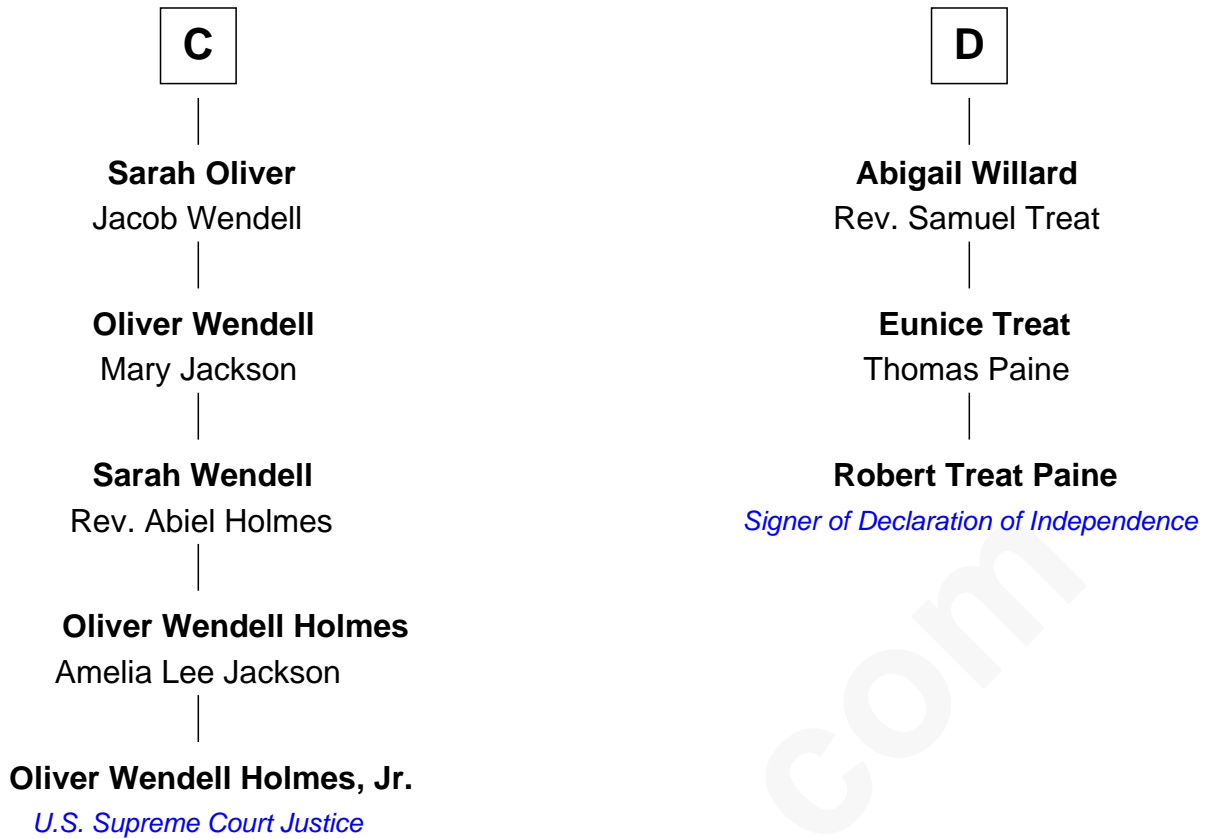 C
Sarah Oliver
Jacob Wendell
Oliver Wendell
Mary Jackson
Sarah Wendell
Rev. Abiel Holmes
Oliver Wendell Holmes
Amelia Lee Jackson
Oliver Wendell Holmes, Jr.
U.S. Supreme Court Justice
D
Abigail Willard
Rev. Samuel Treat
Eunice Treat
Thomas Paine
Robert Treat Paine
Signer of Declaration of Independence
com